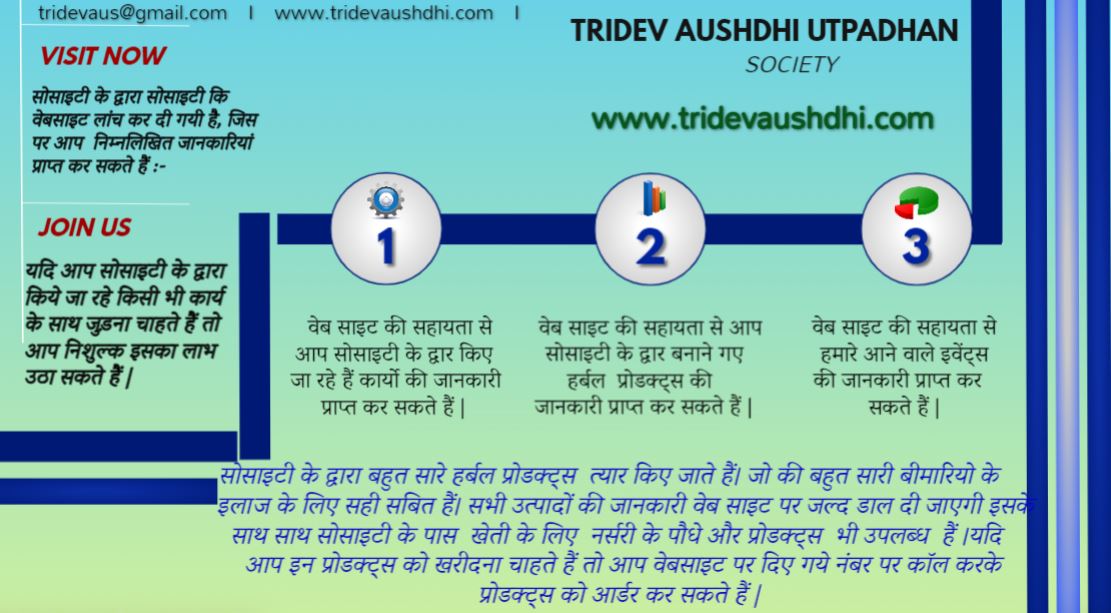 tridevaus@gmail.com I www.tridevaushdhi.com I
TRIDEV AUSHDHI UTPADHAN
SOCIETY
www.tridevaushdhi.com
VISIT NOW
सोसाइटी के द्वारा सोसाइटी कि
वेबसाइट लांच कर दी गयी है, जिस
पर आप निम्नलिखित जानकारियां
प्राप्त कर सकते हैं :-
JOIN US
यदि आप सोसाइटी के द्वारा
किये जा रहे किसी भी कार्य
के साथ जुड़ना चाहते हैं तो
आप निशुल्क इसका लाभ
उठा सकते हैं |
1
वेब साइट की सहायता से
आप सोसाइटी के द्वार किए
जा रहे हैं कार्यो की जानकारी
प्राप्त कर सकते हैं |
2
वेब साइट की सहायता से आप
सोसाइटी के द्वार बनाने गए
हर्बल प्रोडक्ट्स की
जानकारी प्राप्त कर सकते हैं |
3
वेब साइट की सहायता से
हमारे आने वाले इवेंट्स
की जानकारी प्राप्त कर
सकते हैं |
सोसाइटी के द्वारा बहुत सारे हर्बल प्रोडक्ट्स त्यार किए जाते हैं। जो की बहुत सारी बीमारियो के
इलाज के लिए सही सबित हैं। सभी उत्पादों की जानकारी वेब साइट पर जल्द डाल दी जाएगी इसके
साथ साथ सोसाइटी के पास खेती के लिए नर्सरी के पौधे और प्रोडक्ट्स भी उपलब्ध हैं ।यदि
आप इन प्रोडक्ट्स को खरीदना चाहते हैं तो आप वेबसाइट पर दिए गये नंबर पर कॉल करके
प्रोडक्ट्स को आर्डर कर सकते हैं |